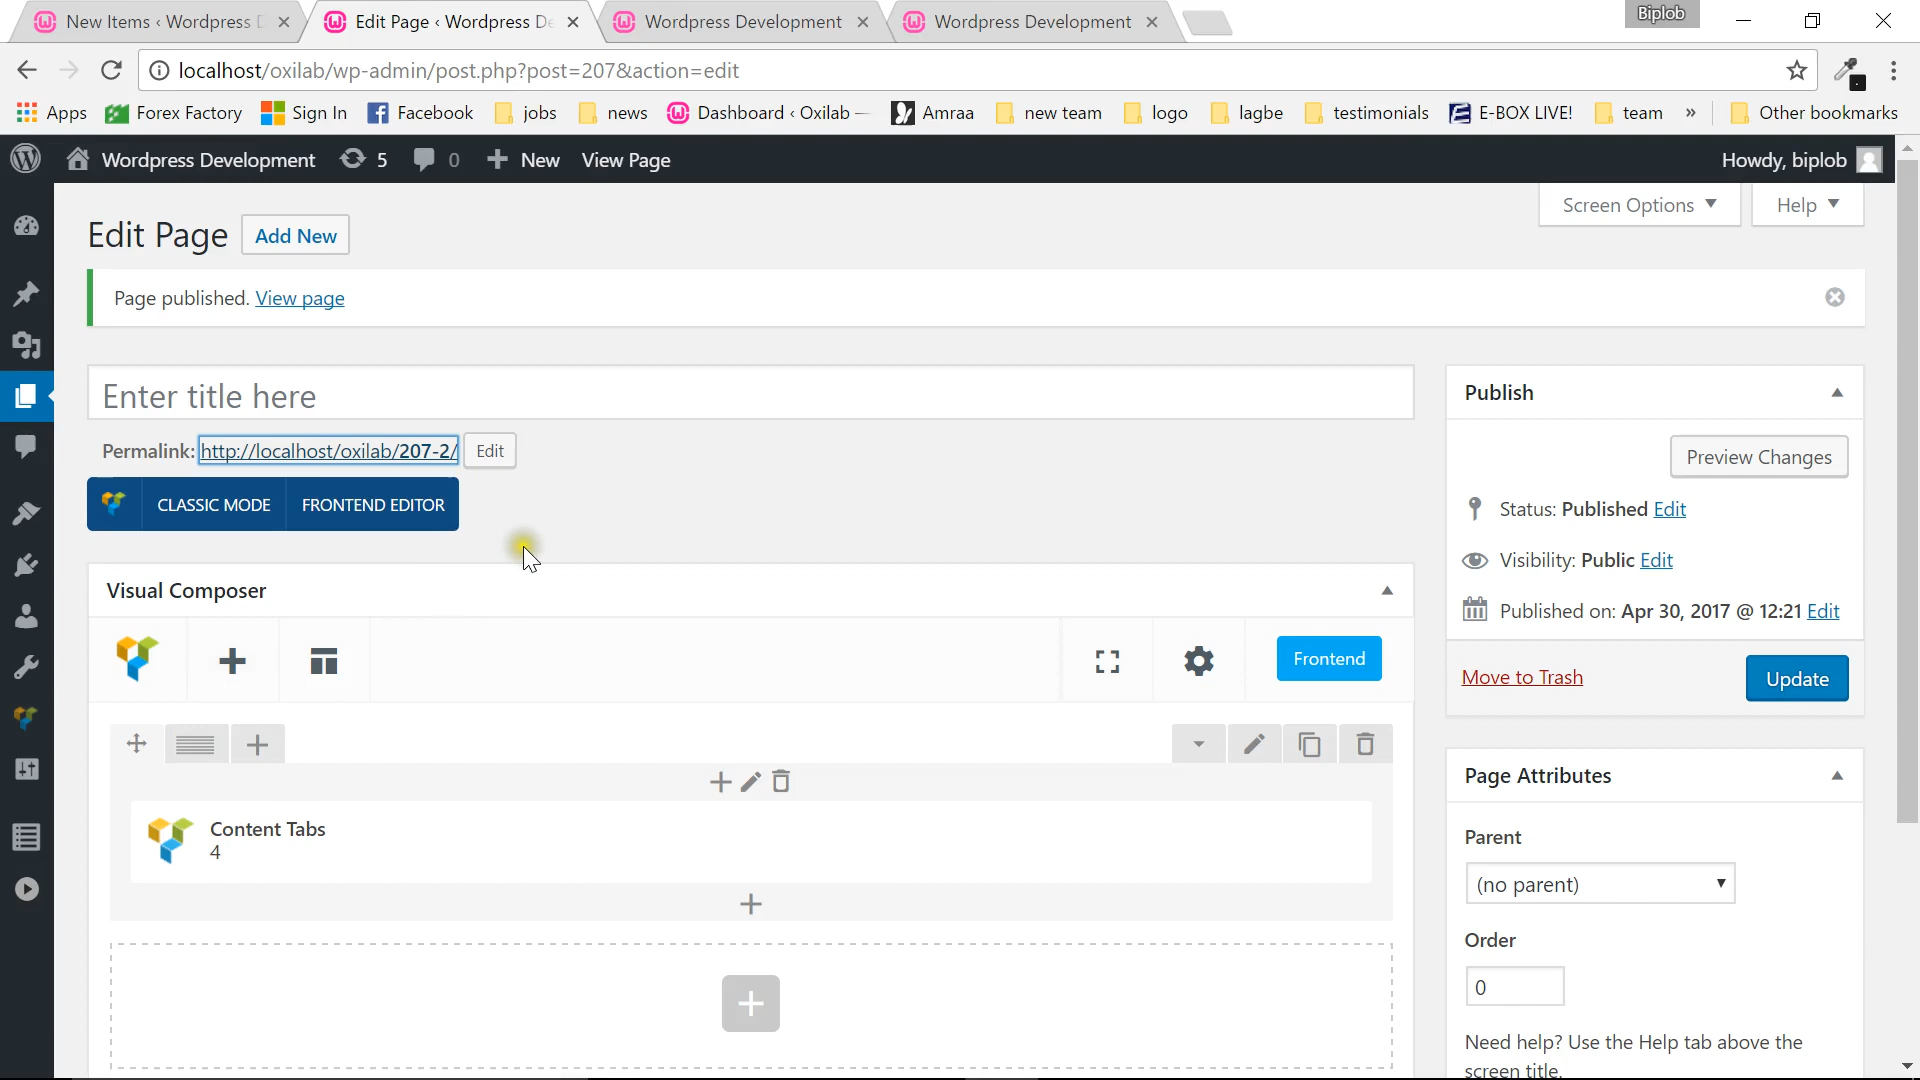 New Items ‹ Wordpress D
Edit Page ‹ Wordpress De
Wordpress Development
Wordpress Development
Biplob
localhost/oxilab/wp-admin/post.php?post=207&action=edit
Apps
Forex Factory
Sign In
Facebook
jobs
news
Dashboard ‹ Oxilab —
Amraa
new team
logo
lagbe
testimonials
E-BOX LIVE!
team
»
Other bookmarks
Wordpress Development
5
0
New
View Page
Howdy, biplob
Screen Options
Help
Edit Page
Add New
Page published. View page
Enter title here
Permalink: http://localhost/oxilab/207-2/
Edit
CLASSIC MODE
FRONTEND EDITOR
Visual Composer
Frontend
Content Tabs
4
Publish
Preview Changes
Status: Published Edit
Visibility: Public Edit
Published on: Apr 30, 2017 @ 12:21 Edit
Move to Trash
Update
Page Attributes
Parent
(no parent)
Order
0
Need help? Use the Help tab above the
screen title.